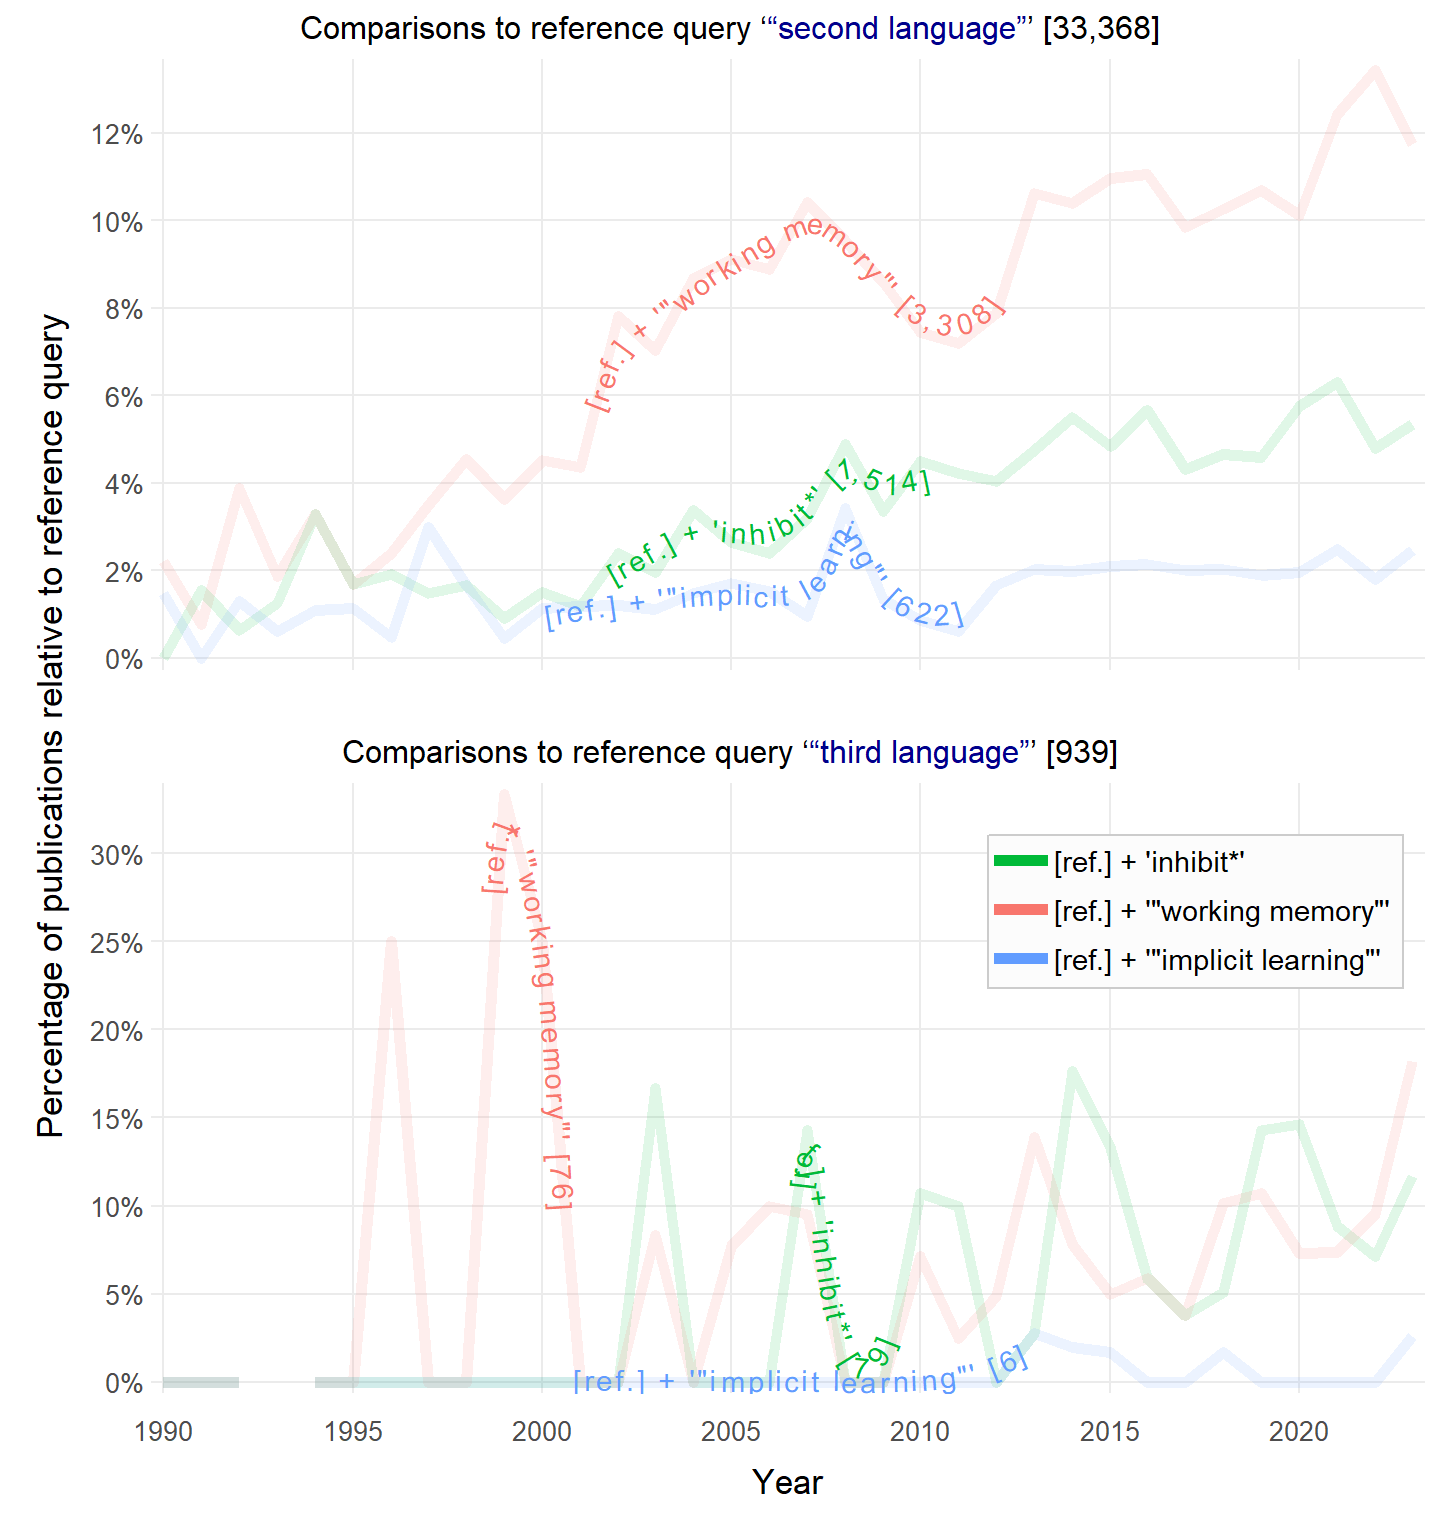 Comparisons to reference query ‘“second language”’ [33,368]
12%
10%
8%
6%
4%
2%
0%
[ref.] + '"working memory"' [3,308]
[ref.] + 'inhibit*' [1,514]
[ref.] + '"implicit learning"' [622]
Percentage of publications relative to reference query
Comparisons to reference query ‘“third language”’ [939]
30%
25%
20%
15%
10%
5%
0%
[ref.] + '"working memory"' [76]
[ref.] + 'inhibit*' [79]
[ref.] + '"implicit learning"' [6]
[ref.] + 'inhibit*'
[ref.] + '"working memory"'
[ref.] + '"implicit learning"'
1990 1995 2000 2005 2010 2015 2020
Year